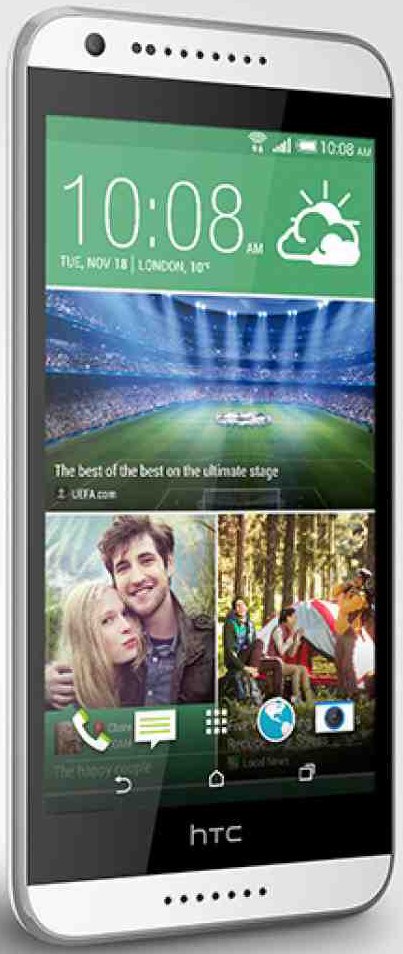 10:08 AM
10:08 AM
TUE, NOV 18 | LONDON, 10°
The best of the best on the ultimate stage
UEFA.com
The happy couple
Local News
hTC